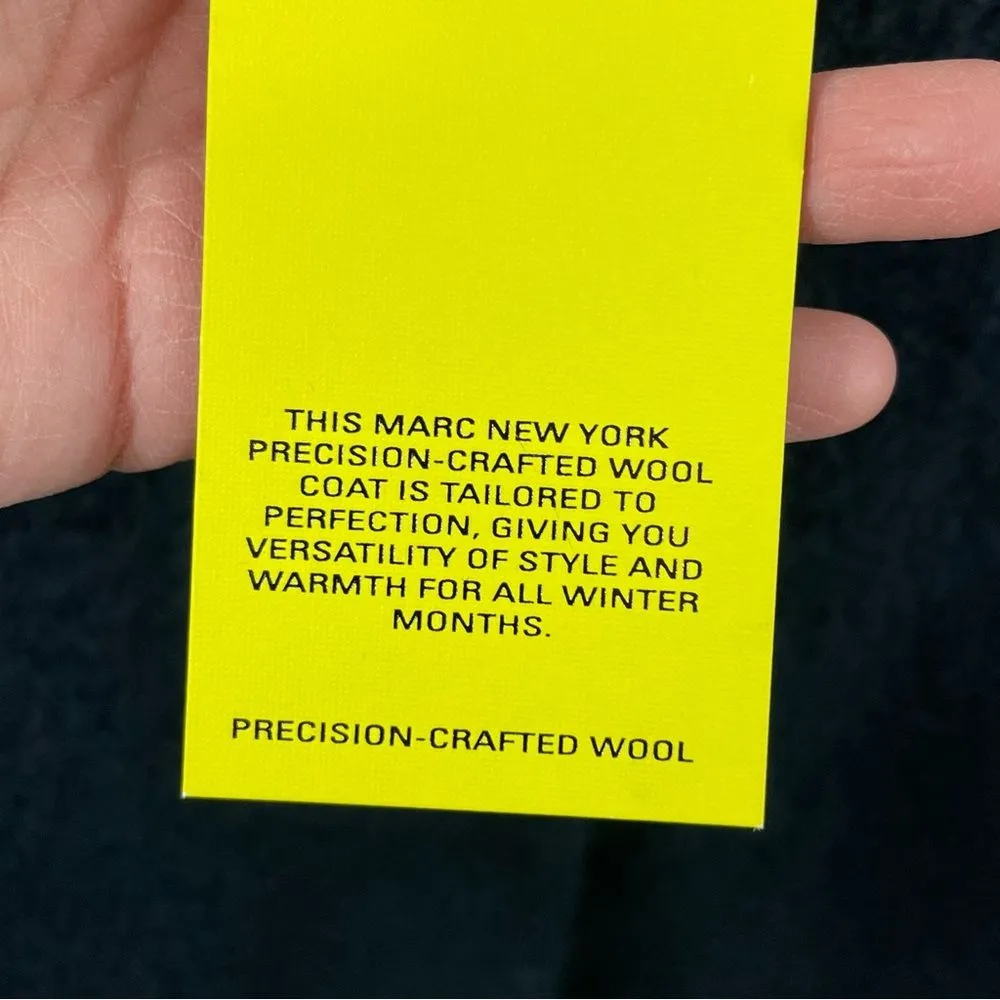 THIS MARC NEW YORK
PRECISION-CRAFTED WOOL
COAT IS TAILORED TO
PERFECTION, GIVING YOU
VERSATILITY OF STYLE AND
WARMTH FOR ALL WINTER
MONTHS.
PRECISION-CRAFTED WOOL